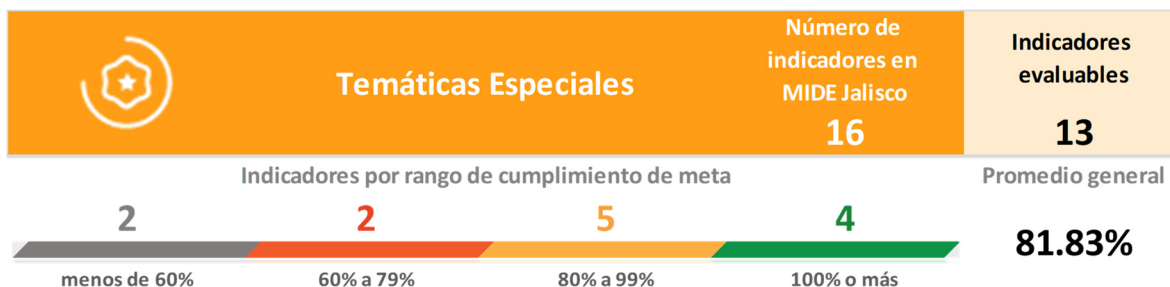 Temáticas Especiales
Número de
indicadores en
MIDE Jalisco
16
Indicadores
evaluables
13
Indicadores por rango de cumplimiento de meta
Promedio general
2 2 5 4
81.83%
menos de 60% 60% a 79% 80% a 99% 100% o más